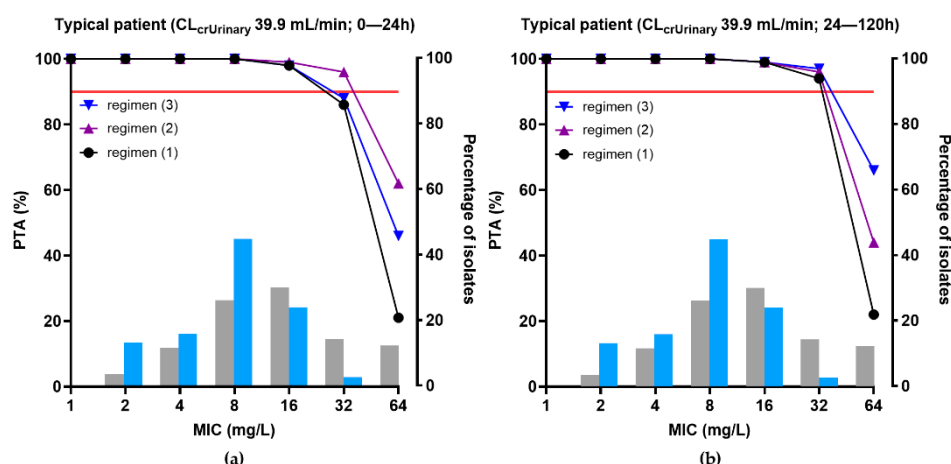 Typical patient (CLcrUrinary 39.9 mL/min; 0—24h)
100
80
60
40
20
0
PTA (%)
regimen (3)
regimen (2)
regimen (1)
100
80
60
40
20
0
Percentage of isolates
1 2 4 8 16 32 64
MIC (mg/L)
(a)
Typical patient (CLcrUrinary 39.9 mL/min; 24—120h)
100
80
60
40
20
0
PTA (%)
regimen (3)
regimen (2)
regimen (1)
100
80
60
40
20
0
Percentage of isolates
1 2 4 8 16 32 64
MIC (mg/L)
(b)